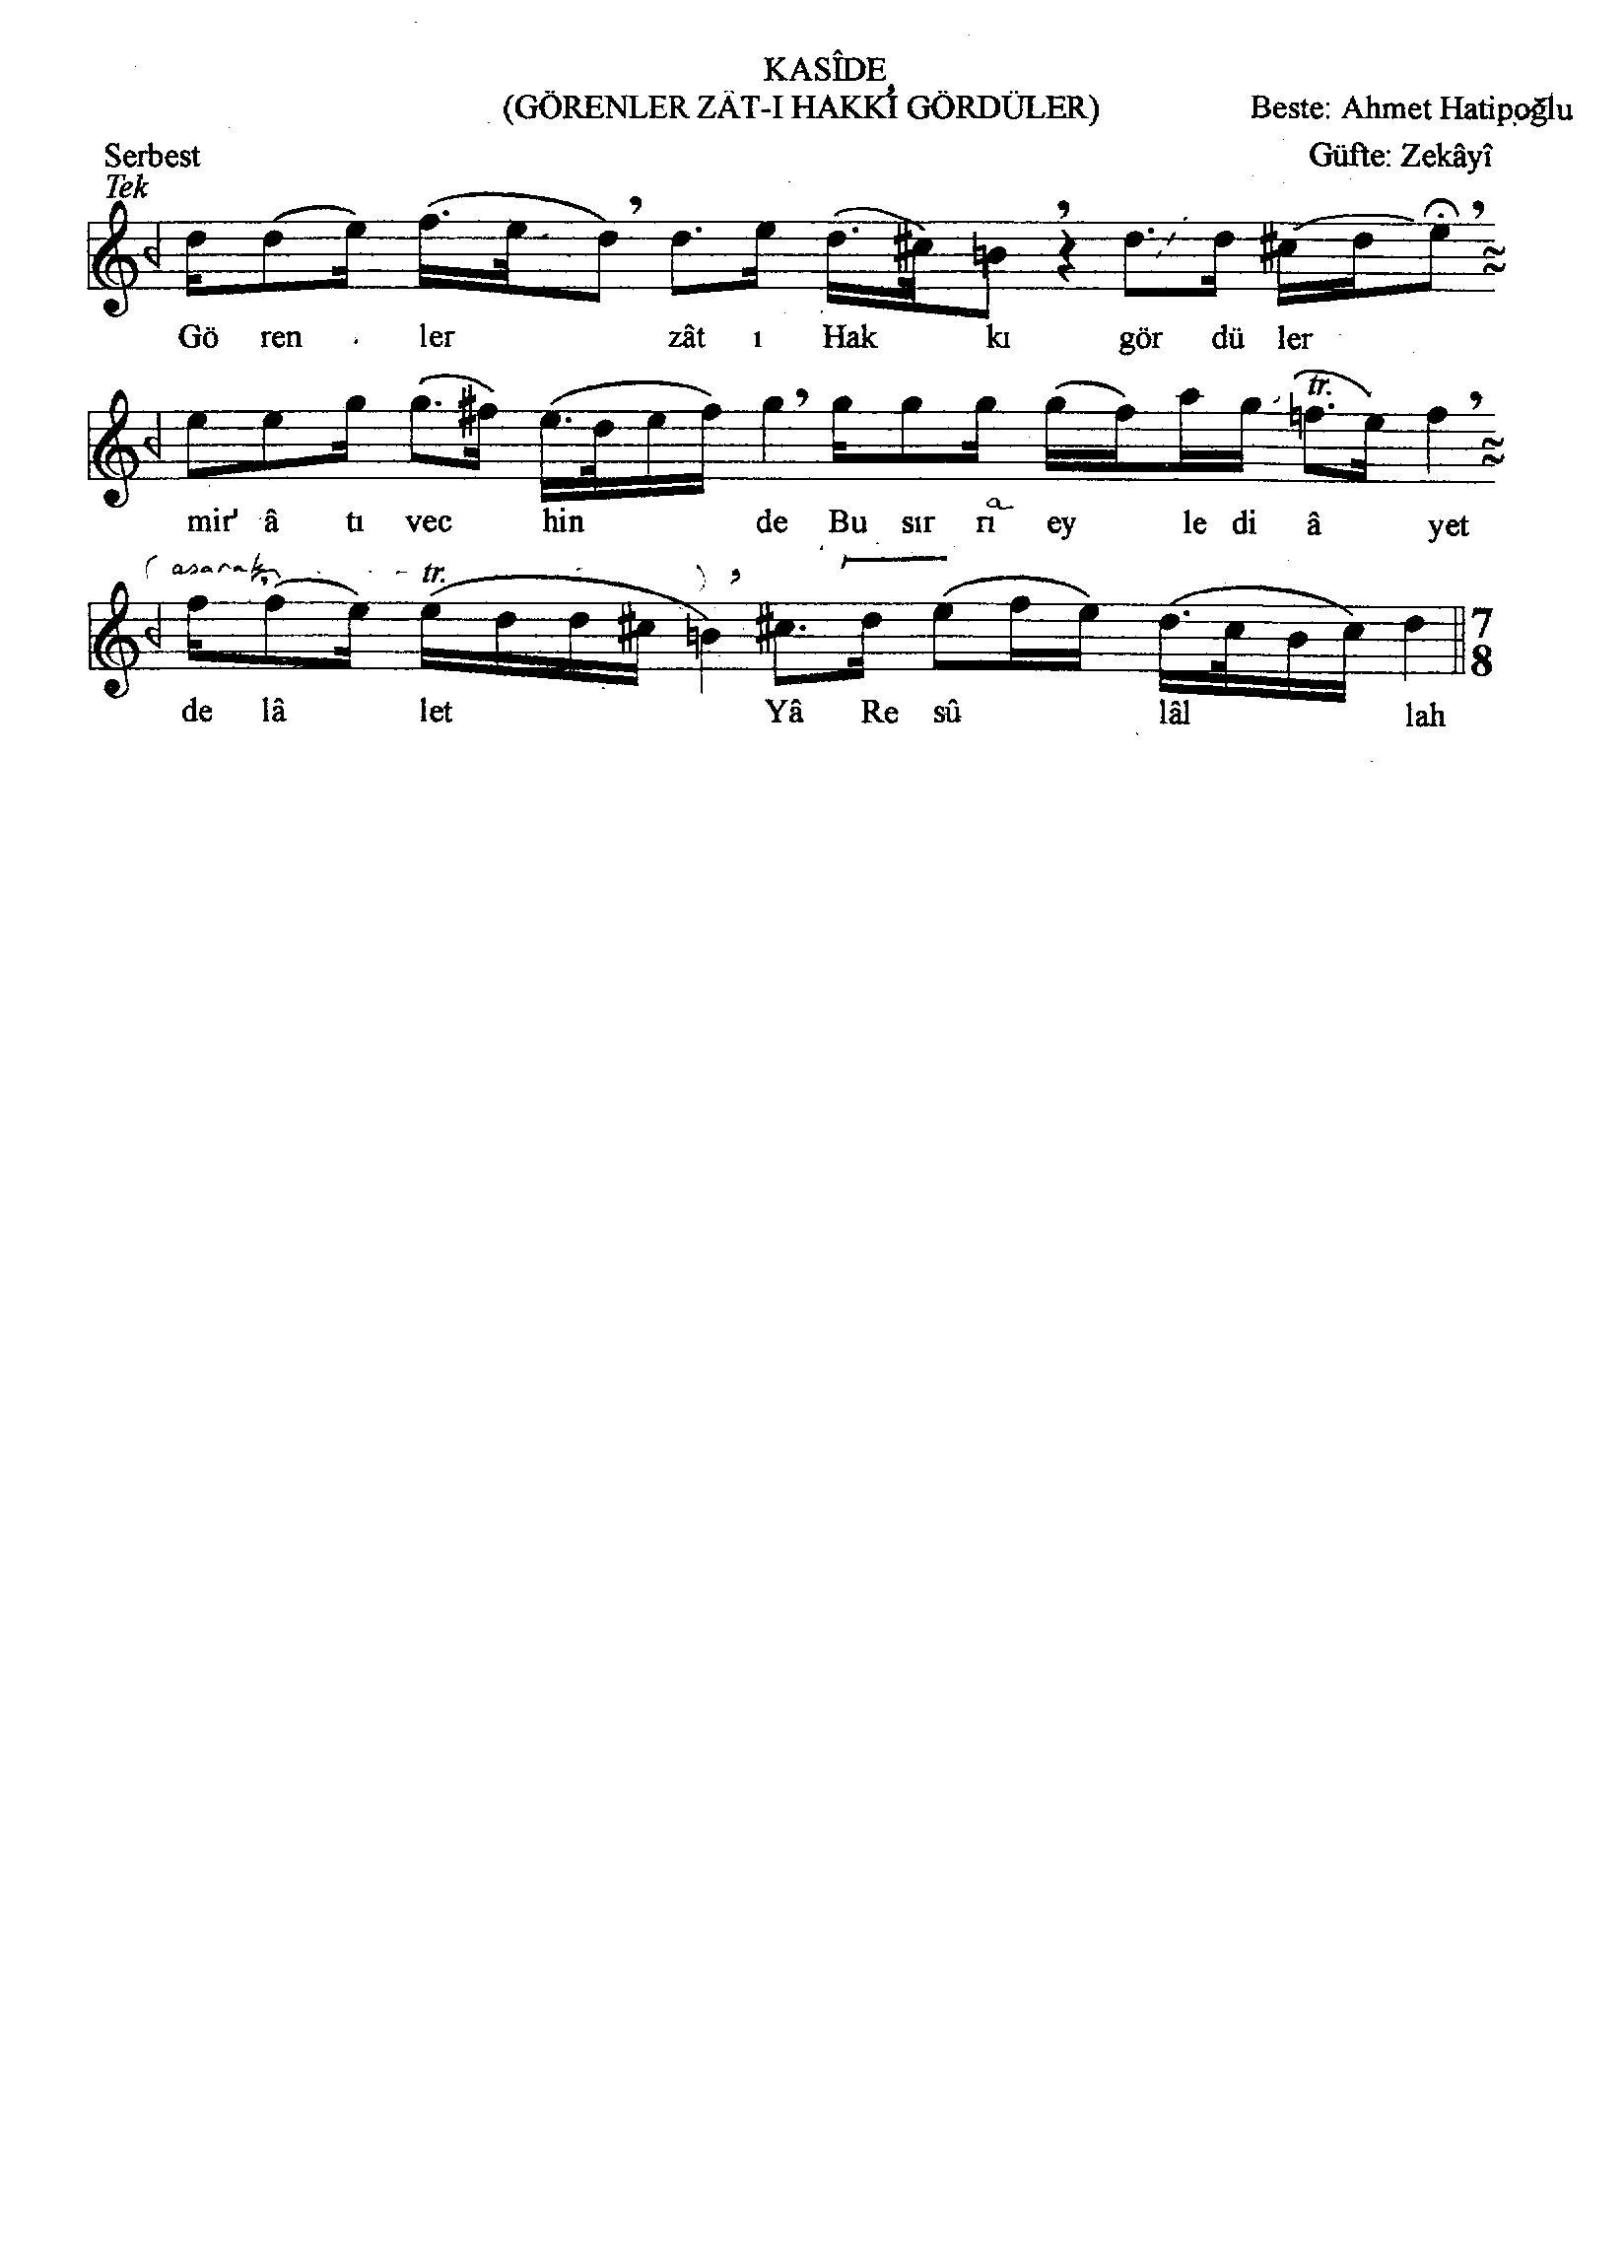 KASÎDE
(GÖRENLER ZÂT-I HAKK'I GÖRDÜLER)
Beste: Ahmet Hatipoğlu
Serbest
Güfte: Zekâyî
Tek
Gö ren ler zât ı Hak kı gör dü ler
tr.
mir' â tı vec hin de Bu sır rı ey le di â yet
a
(asarak
tr.
)
7
8
de lâ let Yâ Re sû lâl lah